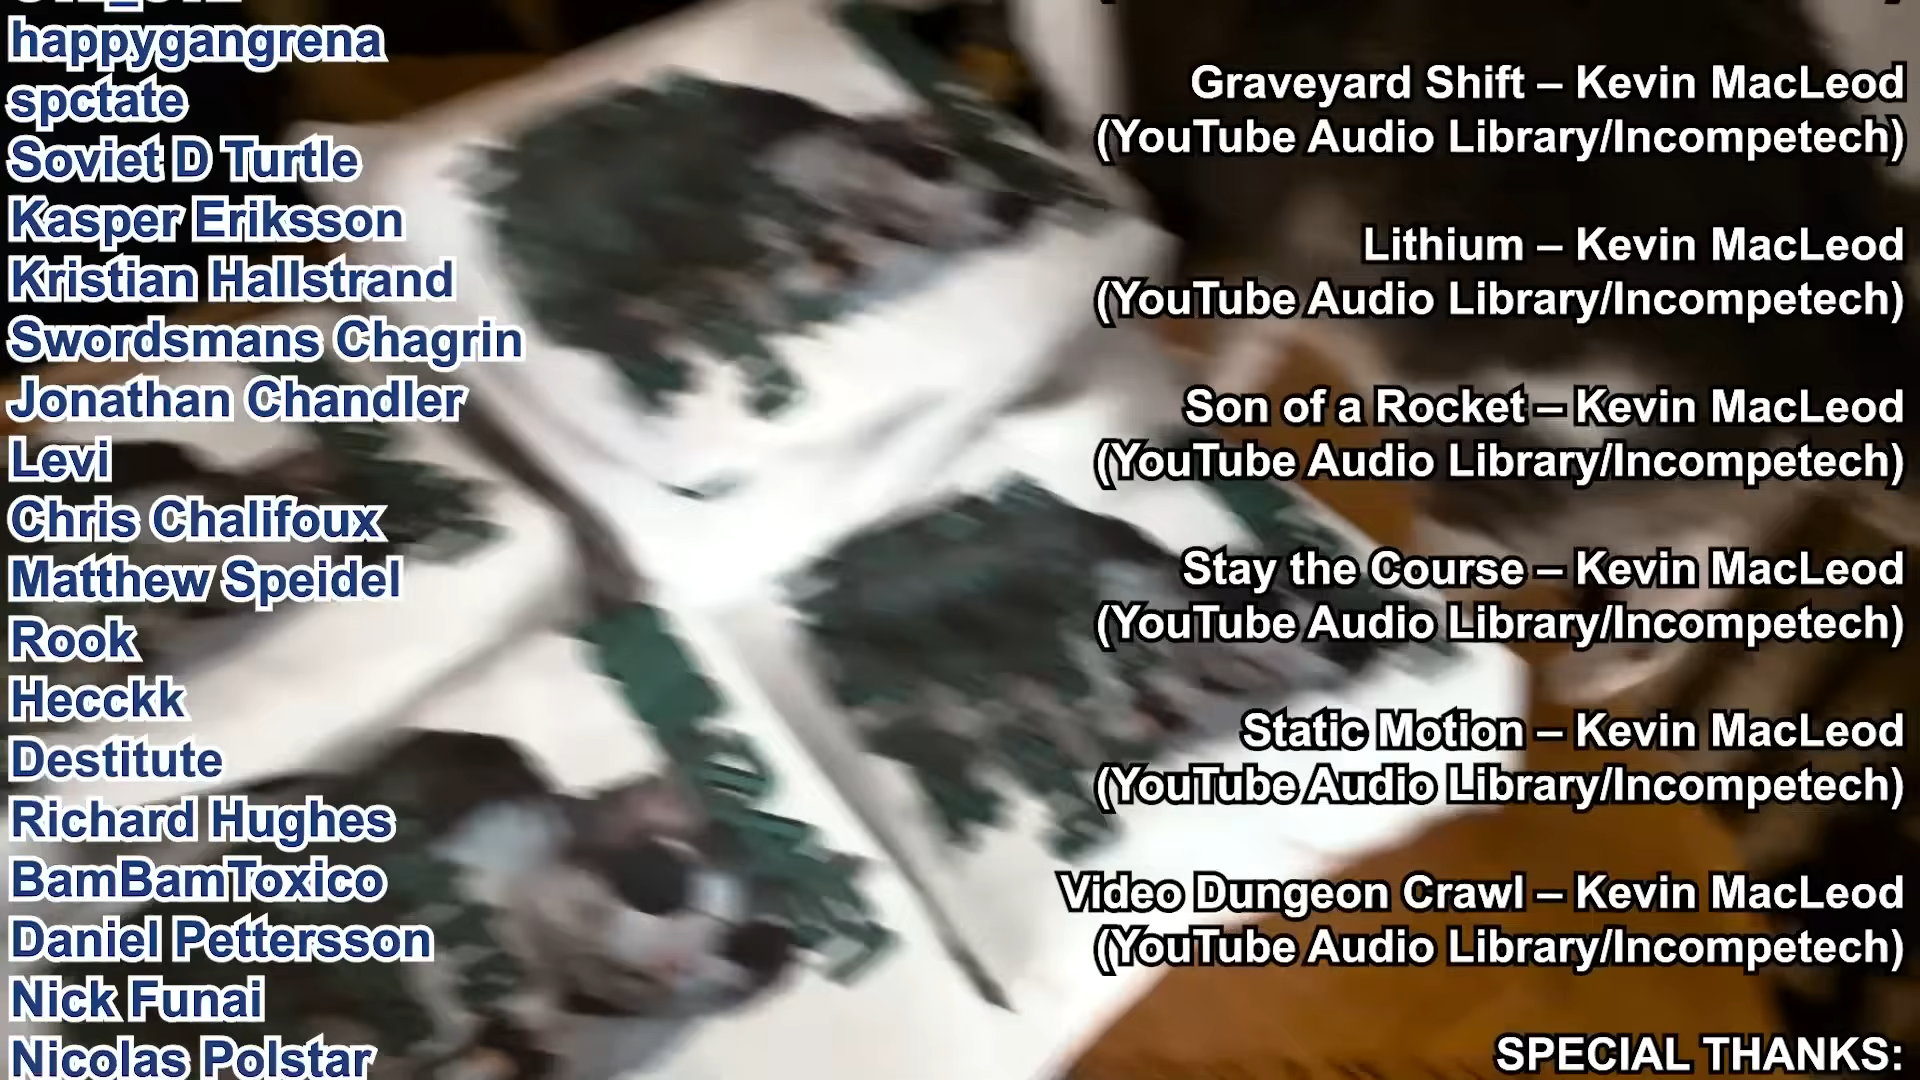 happygangrena
spctate
Soviet D Turtle
Kasper Eriksson
Kristian Hallstrand
Swordsmans Chagrin
Jonathan Chandler
Levi
Chris Chalifoux
Matthew Speidel
Rook
Hecckk
Destitute
Richard Hughes
BamBamToxico
Daniel Pettersson
Nick Funai
Nicolas Polstar
Graveyard Shift – Kevin MacLeod
(YouTube Audio Library/Incompetech)
Lithium – Kevin MacLeod
(YouTube Audio Library/Incompetech)
Son of a Rocket – Kevin MacLeod
(YouTube Audio Library/Incompetech)
Stay the Course – Kevin MacLeod
(YouTube Audio Library/Incompetech)
Static Motion – Kevin MacLeod
(YouTube Audio Library/Incompetech)
Video Dungeon Crawl – Kevin MacLeod
(YouTube Audio Library/Incompetech)
SPECIAL THANKS: